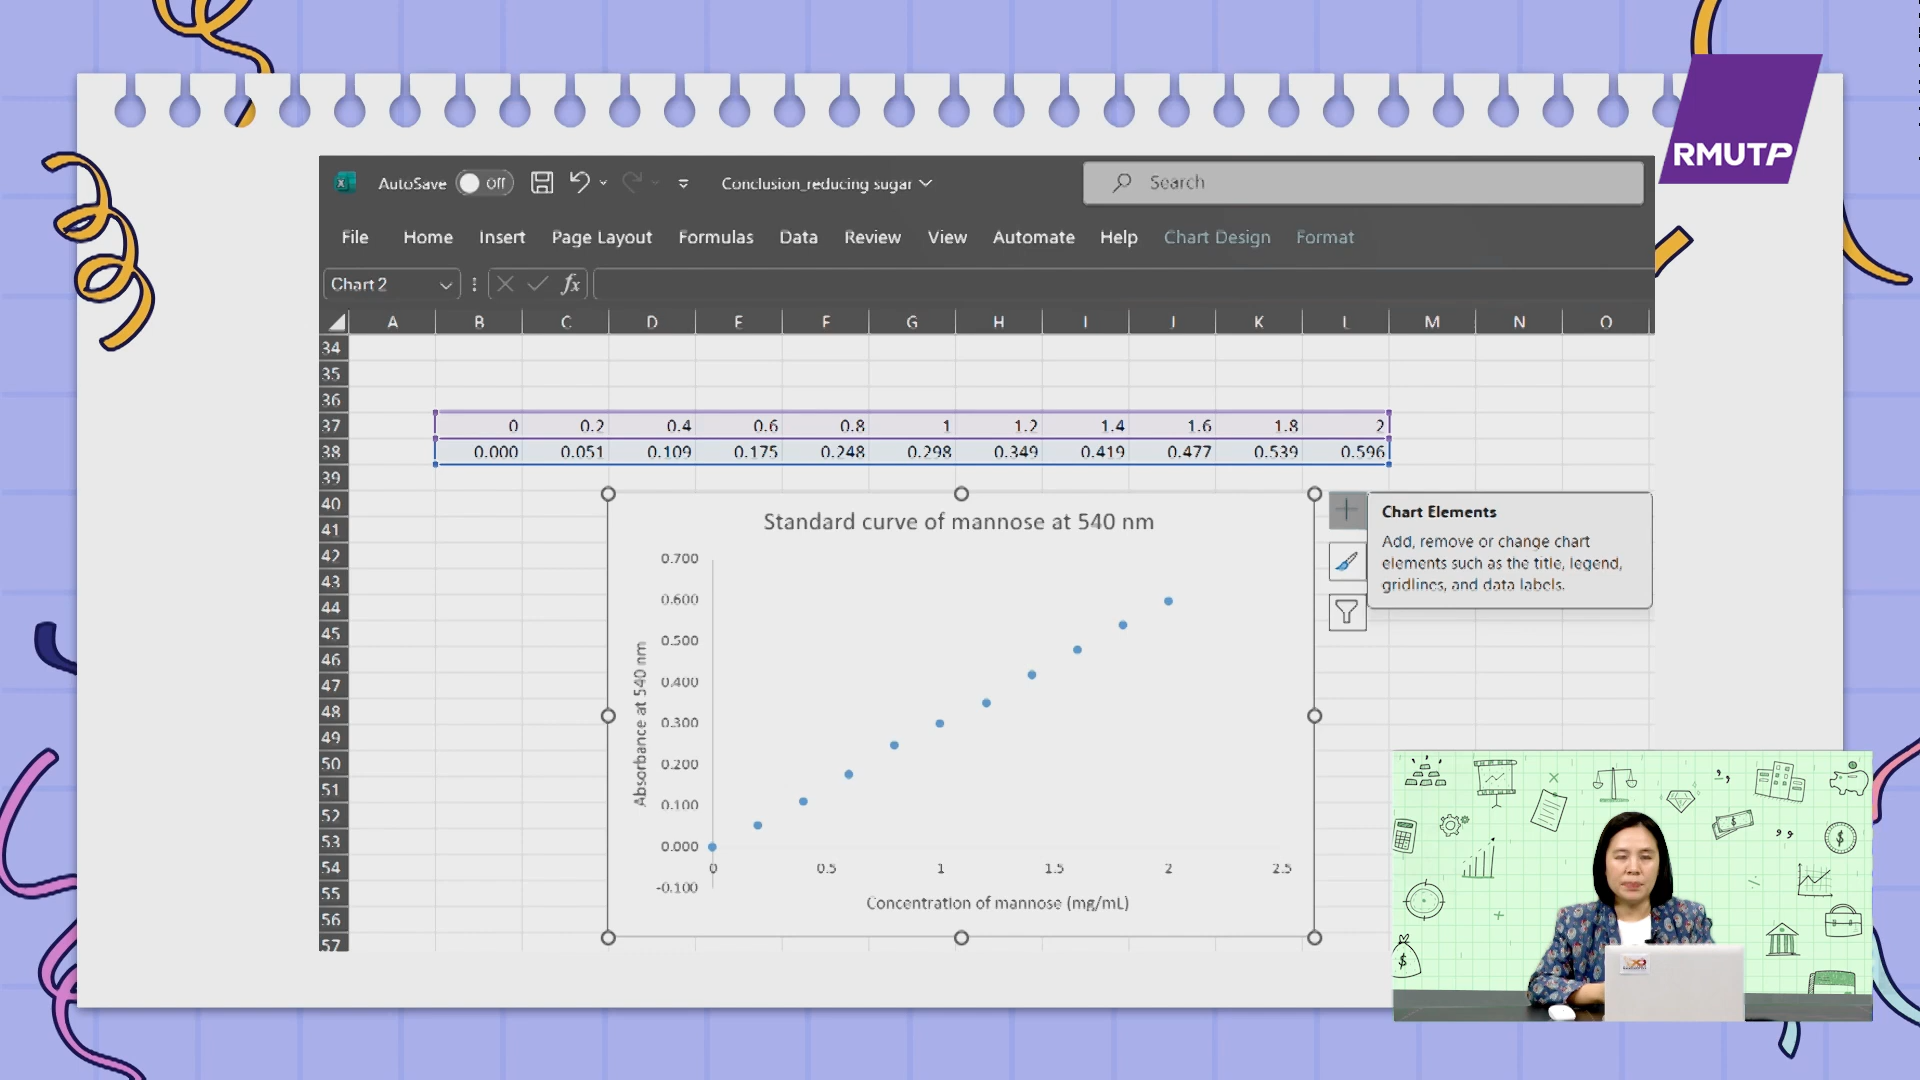 RMUTP
AutoSave Off Conclusion_reducing sugar Search
File Home Insert Page Layout Formulas Data Review View Automate Help Chart Design Format
Chart 2 fx
A B C D E F G H I J K L M N O
34
35
36
37 0 0.2 0.4 0.6 0.8 1 1.2 1.4 1.6 1.8 2
38 0.000 0.051 0.109 0.175 0.248 0.298 0.349 0.419 0.477 0.539 0.596
39
40
41
42
43
44
45
46
47
48
49
50
51
52
53
54
55
56
57
Standard curve of mannose at 540 nm
0.700
0.600
0.500
0.400
0.300
0.200
0.100
0.000
-0.100
Absorbance at 540 nm
0 0.5 1 1.5 2 2.5
Concentration of mannose (mg/mL)
Chart Elements
Add, remove or change chart
elements such as the title, legend,
gridlines, and data labels.